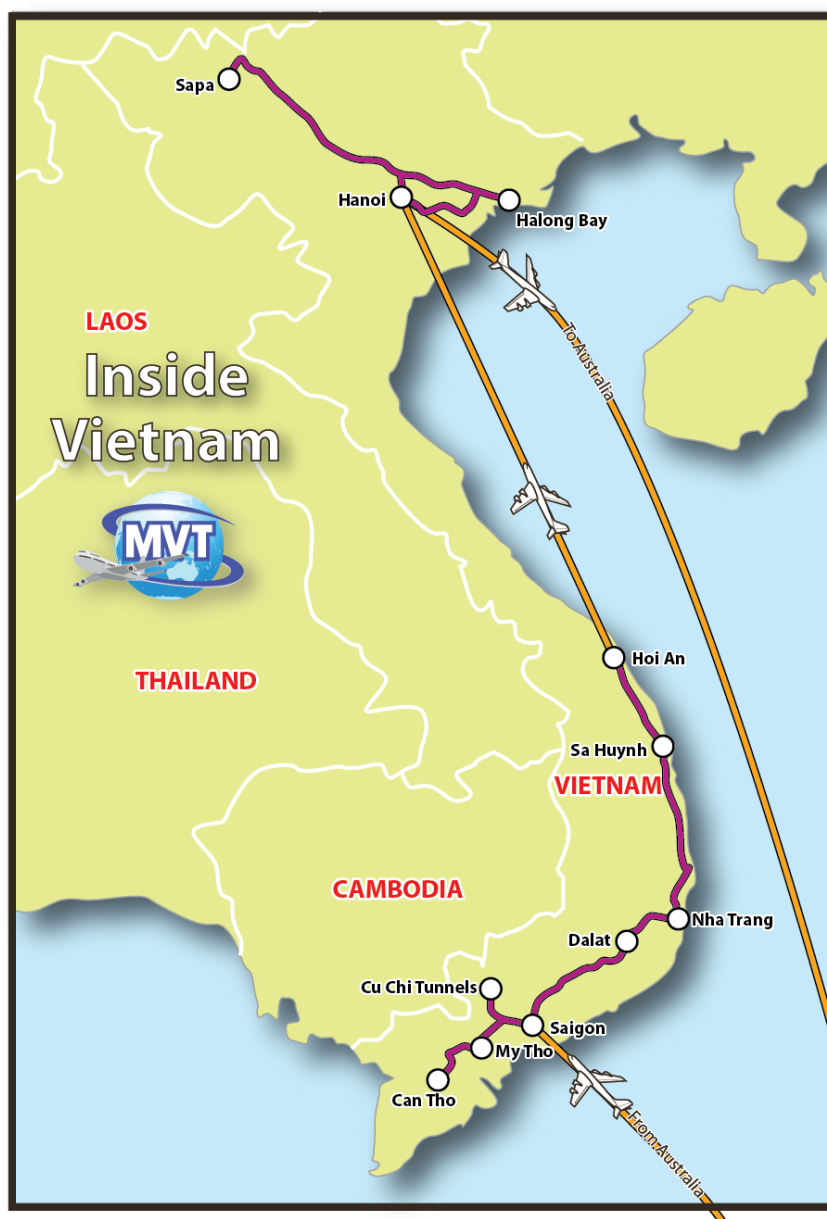 Sapa
Hanoi
Halong Bay
LAOS
Inside
Vietnam
To Australia
MVT
Hoi An
THAILAND
Sa Huynh
VIETNAM
CAMBODIA
Nha Trang
Dalat
Cu Chi Tunnels
Saigon
My Tho
Can Tho
From Australia